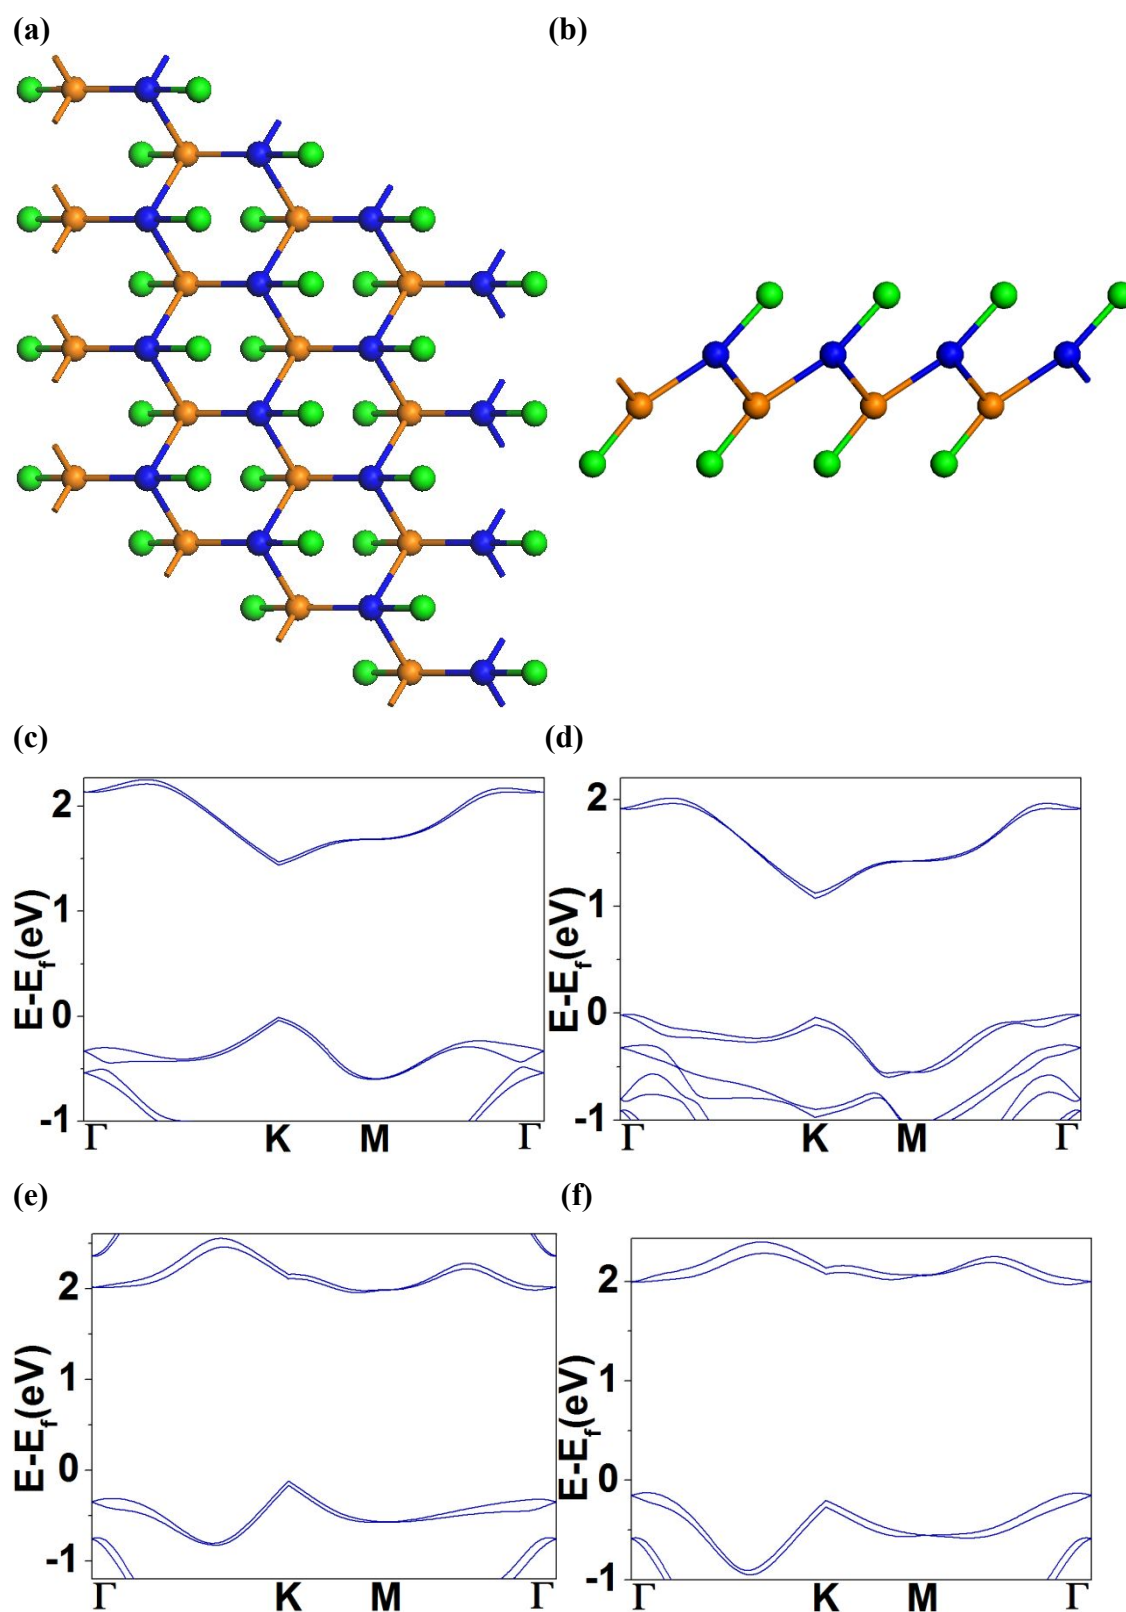 (a) (b)
(c) (d)
E-E_f(eV)
2
1
0
-1
Γ K M Γ
E-E_f(eV)
2
1
0
-1
Γ K M Γ
(e) (f)
E-E_f(eV)
2
1
0
-1
Γ K M Γ
E-E_f(eV)
2
1
0
-1
Γ K M Γ